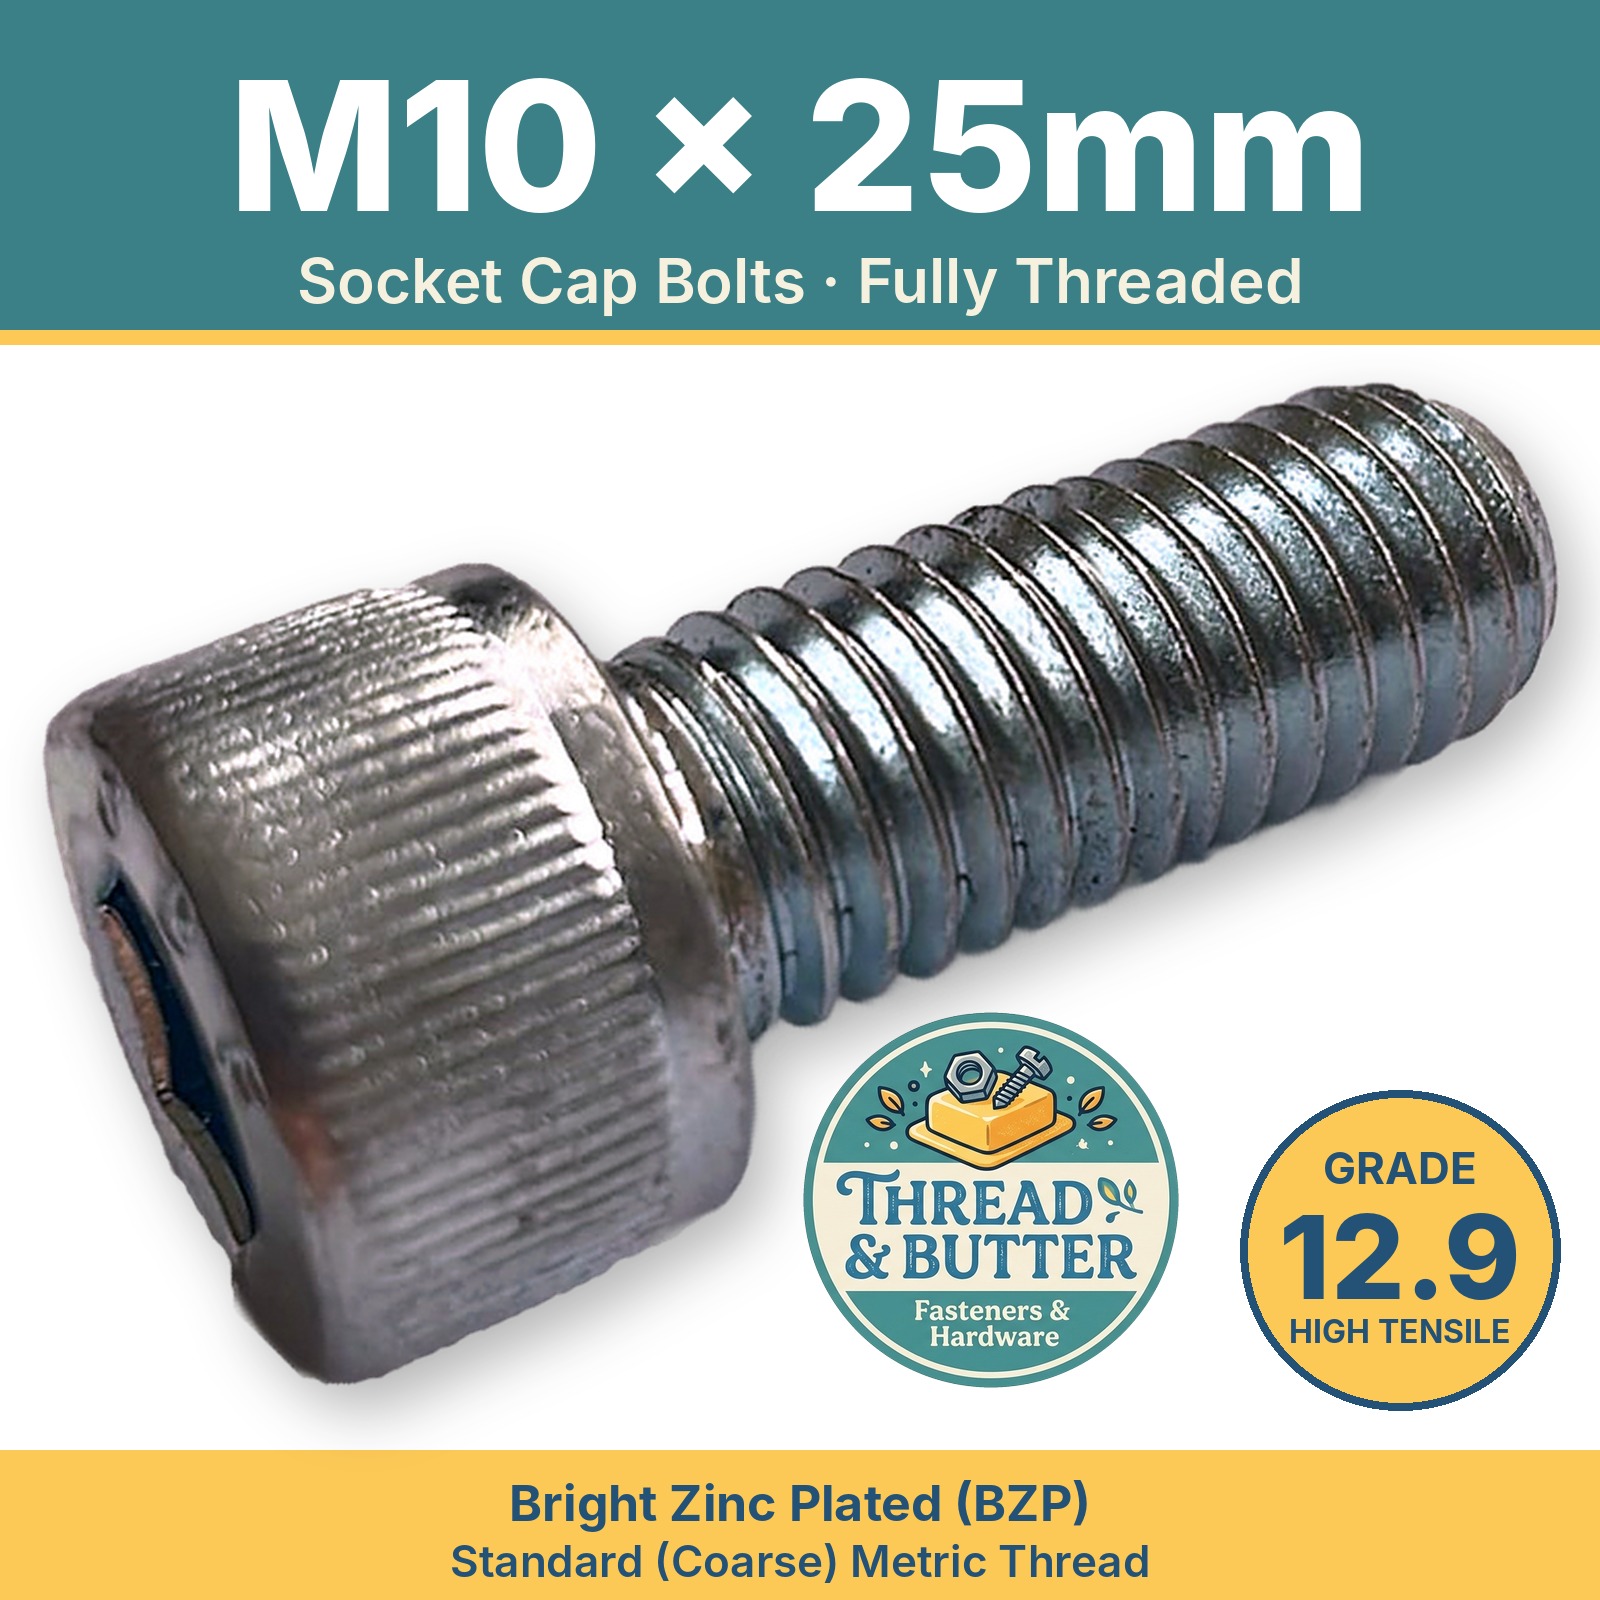 M10 × 25mm
Socket Cap Bolts · Fully Threaded
THREAD
& BUTTER
Fasteners &
Hardware
GRADE
12.9
HIGH TENSILE
Bright Zinc Plated (BZP)
Standard (Coarse) Metric Thread